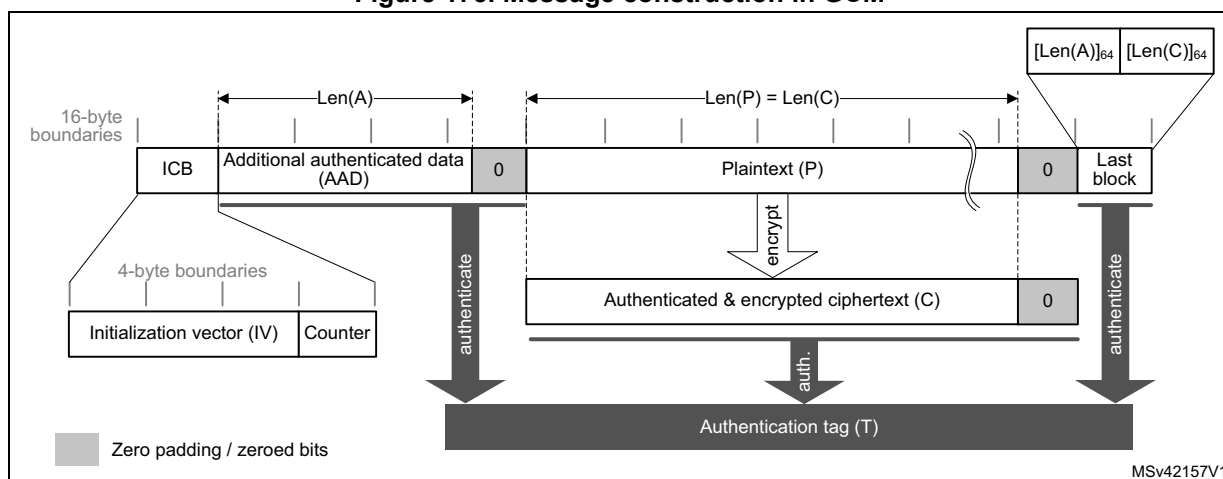 Figure 176. Message construction in GCM
[Len(A)]64 [Len(C)]64
Len(A)
Len(P) = Len(C)
16-byte
boundaries
ICB
Additional authenticated data
(AAD)
0
Plaintext (P)
0
Last
block
encrypt
4-byte boundaries
Initialization vector (IV)
Counter
authenticate
Authenticated & encrypted ciphertext (C)
0
authenticate
auth.
Authentication tag (T)
Zero padding / zeroed bits
MSv42157V1